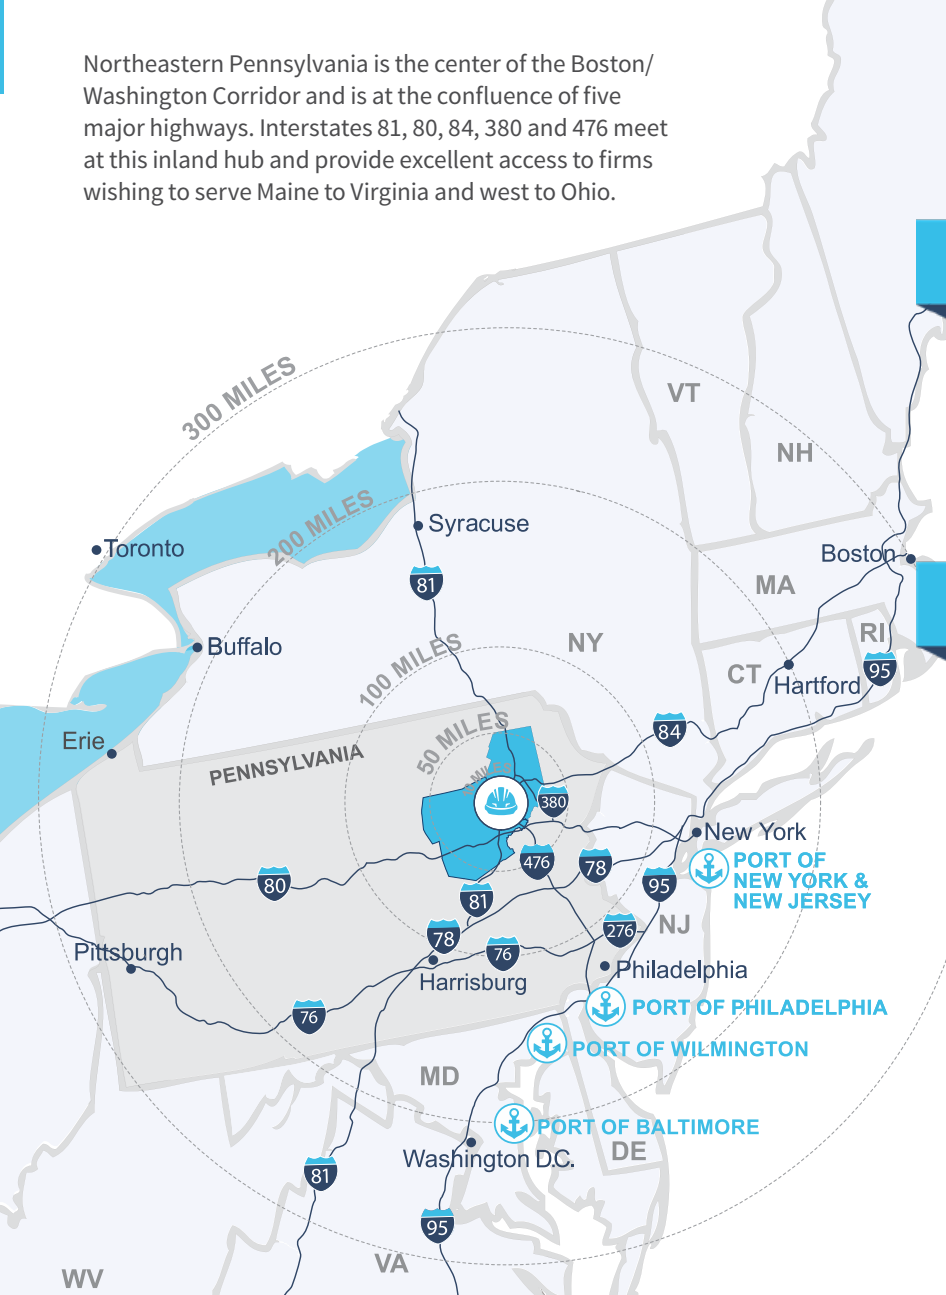 Northeastern Pennsylvania is the center of the Boston/
Washington Corridor and is at the confluence of five
major highways. Interstates 81, 80, 84, 380 and 476 meet
at this inland hub and provide excellent access to firms
wishing to serve Maine to Virginia and west to Ohio.
300 MILES
VT
NH
200 MILES
Syracuse
Toronto
Boston
81
MA
Buffalo
NY
RI
100 MILES
CT
95
Hartford
50 MILES
84
Erie
PENNSYLVANIA
380
New York
476
78
PORT OF
NEW YORK &
NEW JERSEY
80
95
81
78
276
NJ
76
Pittsburgh
Harrisburg
Philadelphia
76
PORT OF PHILADELPHIA
PORT OF WILMINGTON
MD
PORT OF BALTIMORE
Washington D.C.
DE
81
95
VA
WV